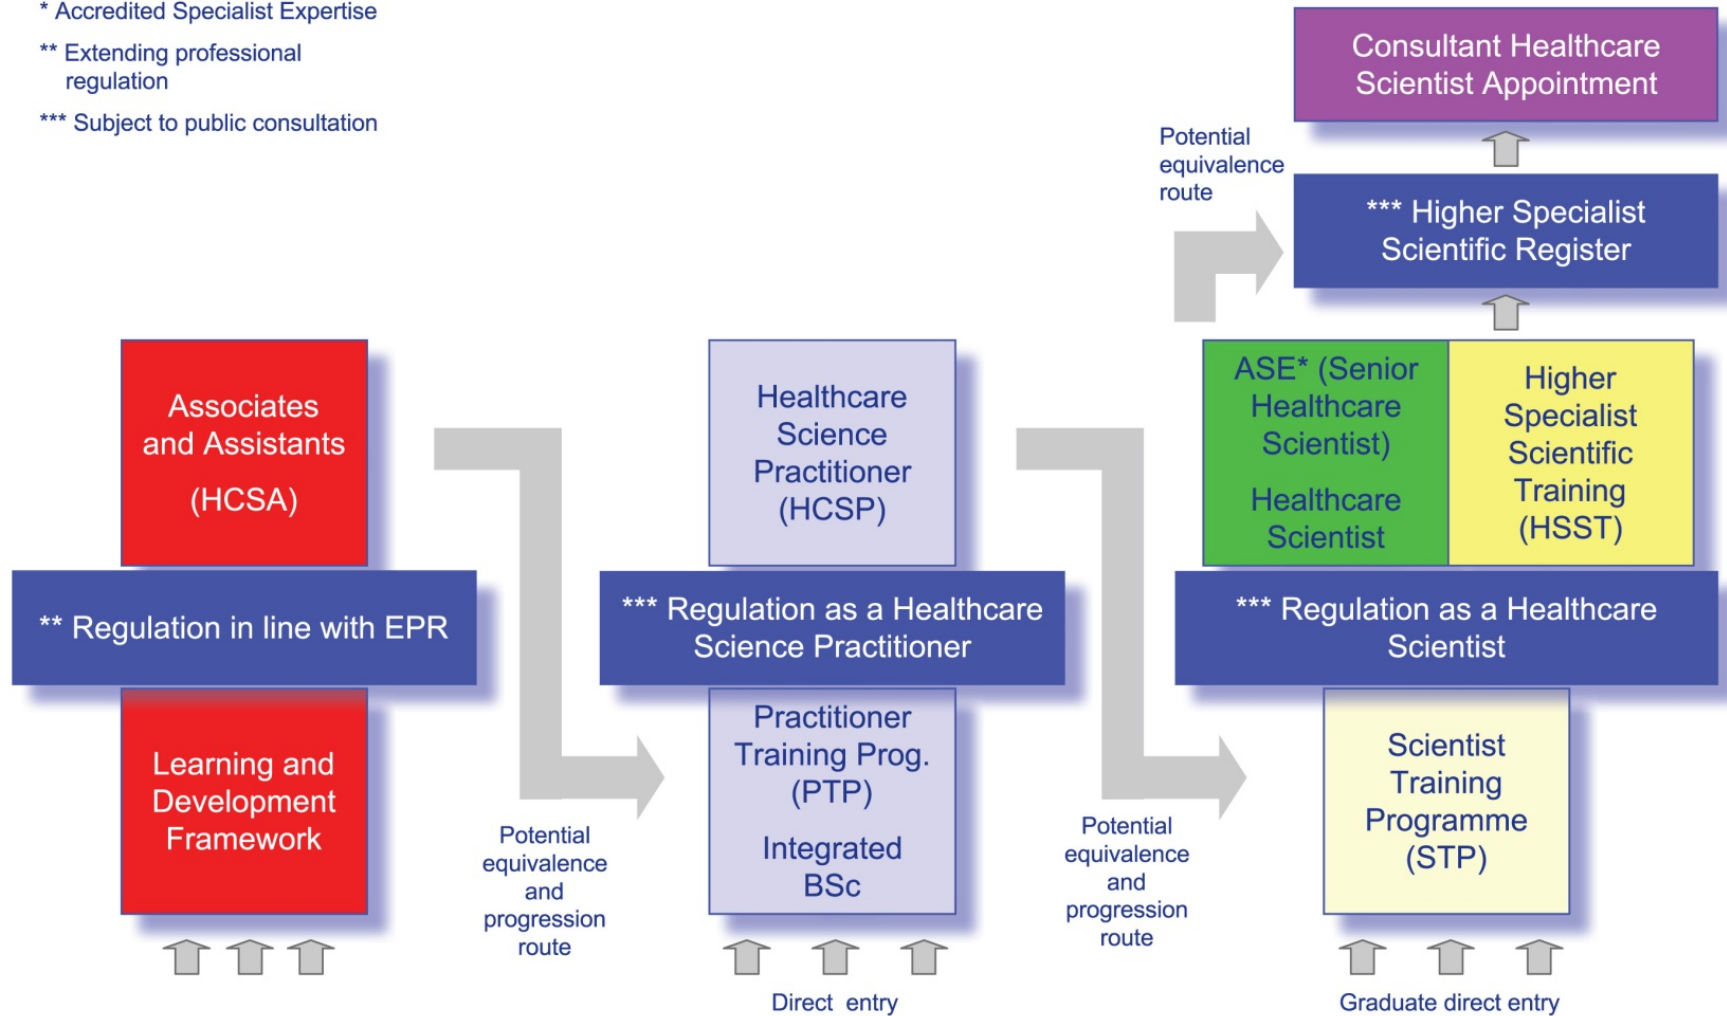 * Accredited Specialist Expertise
** Extending professional
regulation
*** Subject to public consultation
Consultant Healthcare
Scientist Appointment
Potential
equivalence
route
*** Higher Specialist
Scientific Register
Associates
and Assistants
(HCSA)
Healthcare
Science
Practitioner
(HCSP)
ASE* (Senior
Healthcare
Scientist)
Healthcare
Scientist
Higher
Specialist
Scientific
Training
(HSST)
** Regulation in line with EPR
*** Regulation as a Healthcare
Science Practitioner
*** Regulation as a Healthcare
Scientist
Learning and
Development
Framework
Potential
equivalence
and
progression
route
Practitioner
Training Prog.
(PTP)
Integrated
BSc
Potential
equivalence
and
progression
route
Scientist
Training
Programme
(STP)
Direct entry
Graduate direct entry